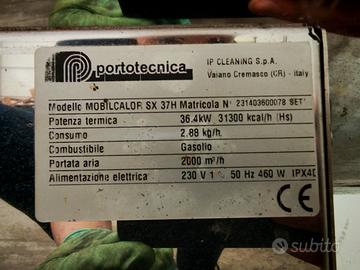 portotecnica
IP CLEANING S.p.A.
Vaiano Cremasco (CR) - Italy
Modello MOBILCALOR SX 37H Matricola N° 231403600078 SET
Potenza termica 36.4kW 31300 kcal/h (Hs)
Consumo 2.88 kg/h
Combustibile Gasolio
Portata aria 2000 m³/h
Alimentazione elettrica 230 V 1 50 Hz 460 W IPX4D
CE
subito